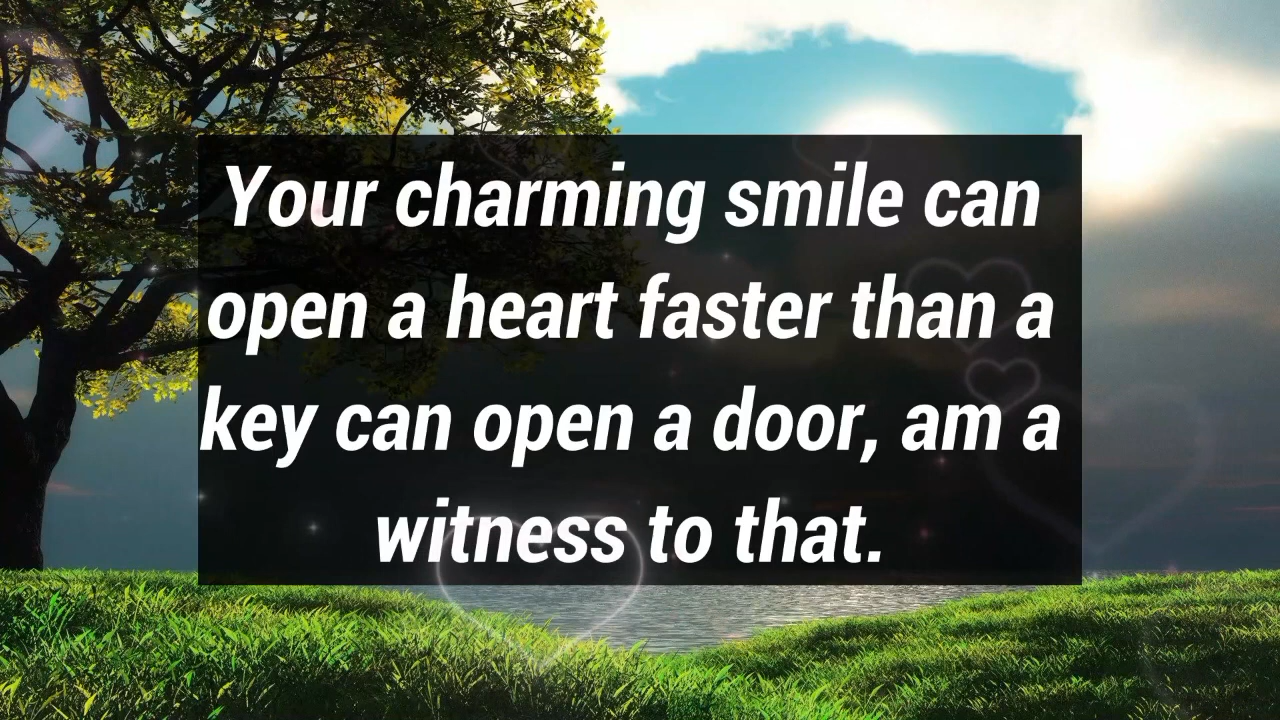 Your charming smile can
open a heart faster than a
key can open a door, am a
witness to that.